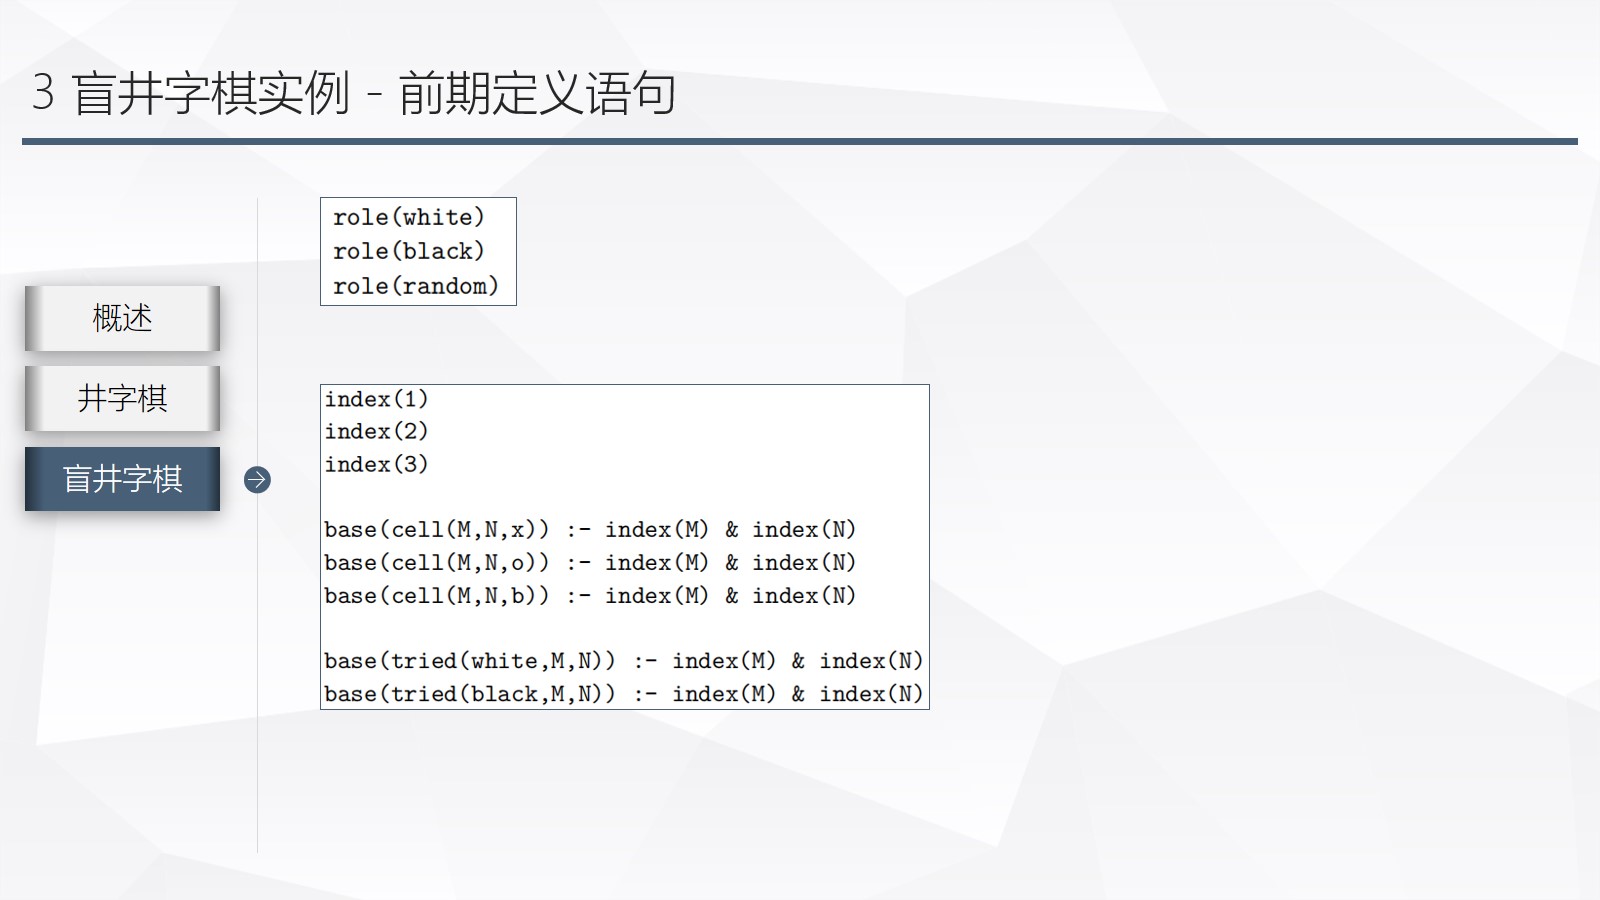 3 盲井字棋实例 - 前期定义语句
概述
井字棋
盲井字棋
role(white)
role(black)
role(random)
index(1)
index(2)
index(3)
base(cell(M,N,x)) :- index(M) & index(N)
base(cell(M,N,o)) :- index(M) & index(N)
base(cell(M,N,b)) :- index(M) & index(N)
base(tried(white,M,N)) :- index(M) & index(N)
base(tried(black,M,N)) :- index(M) & index(N)